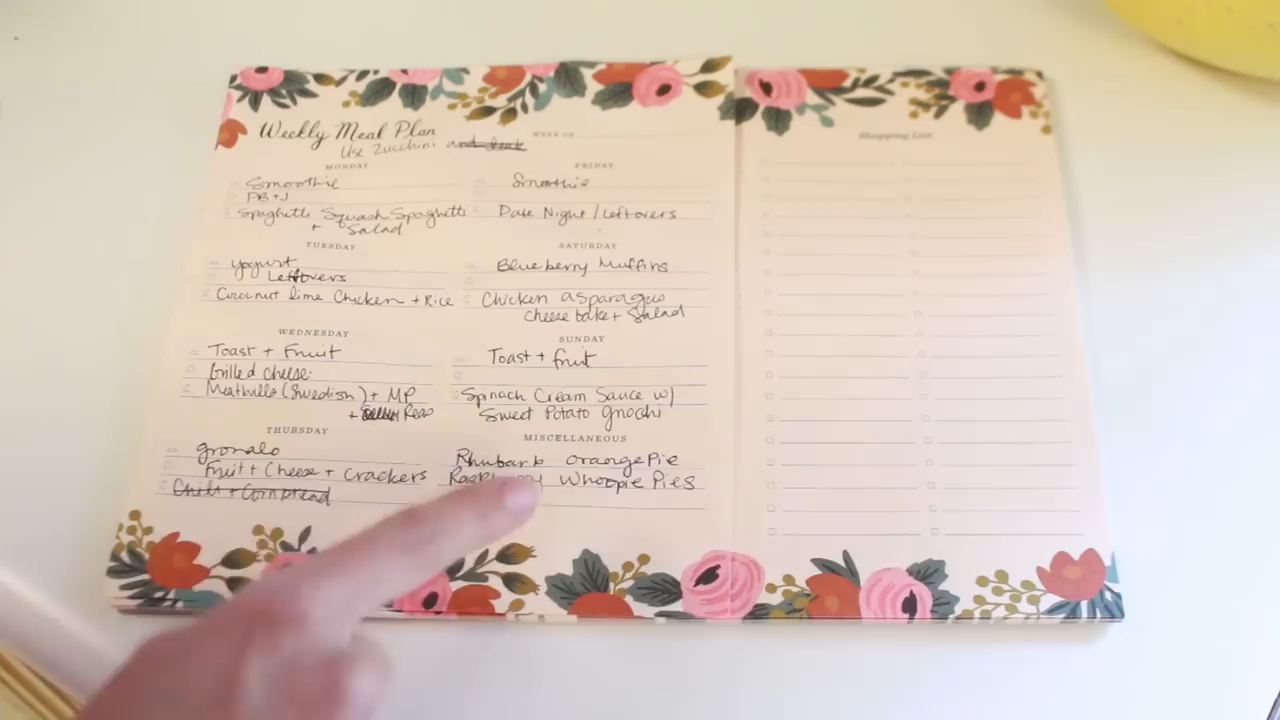 Weekly Meal Plan
WEEK OF
Use Zucchini and
MONDAY
Smoothie
PB+J
Spaghetti Squash Spaghetti
+ Salad
TUESDAY
yogurt
Leftovers
Coconut lime Chicken + Rice
WEDNESDAY
Toast + Fruit
Grilled cheese
Meatballs (Swedish) + MP
+ Peas
THURSDAY
granola
Fruit + Cheese + Crackers
Chili + Cornbread
FRIDAY
Smoothie
Date Night / Leftovers
SATURDAY
Blueberry Muffins
Chicken asparagus
cheese bake + Salad
SUNDAY
Toast + fruit
Spinach Cream Sauce w/
Sweet Potato gnochi
MISCELLANEOUS
Rhubarb orange Pie
Whoopie Pies
Shopping List